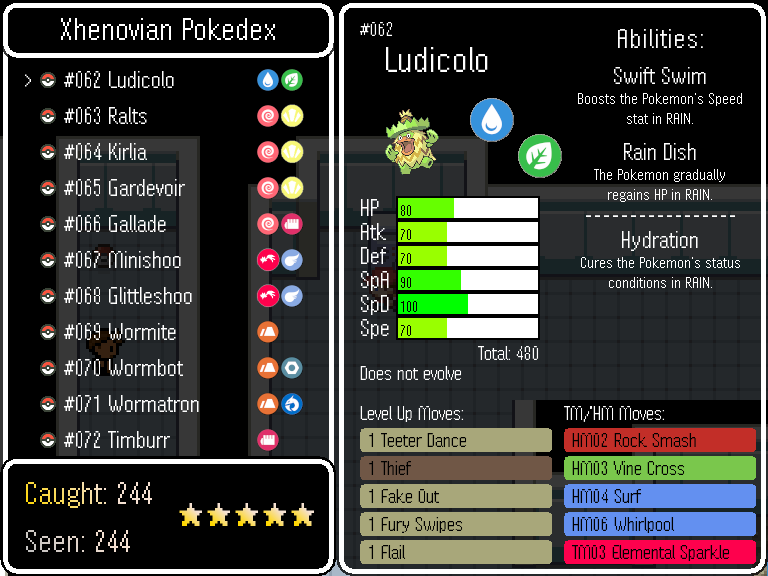 Xhenovian Pokedex
> #062 Ludicolo
#063 Ralts
#064 Kirlia
#065 Gardevoir
#066 Gallade
#067 Minishoo
#068 Glittleshoo
#069 Wormite
#070 Wormbot
#071 Wormatron
#072 Timburr
Caught: 244
Seen: 244
#062
Ludicolo
HP 80
Atk 70
Def 70
SpA 90
SpD 100
Spe 70
Total: 480
Does not evolve
Abilities:
Swift Swim
Boosts the Pokemon's Speed
stat in RAIN.
Rain Dish
The Pokemon gradually
regains HP in RAIN.
Hydration
Cures the Pokemon's status
conditions in RAIN.
Level Up Moves:
1 Teeter Dance
1 Thief
1 Fake Out
1 Fury Swipes
1 Flail
TM/HM Moves:
HM02 Rock Smash
HM03 Vine Cross
HM04 Surf
HM06 Whirlpool
TM03 Elemental Sparkle